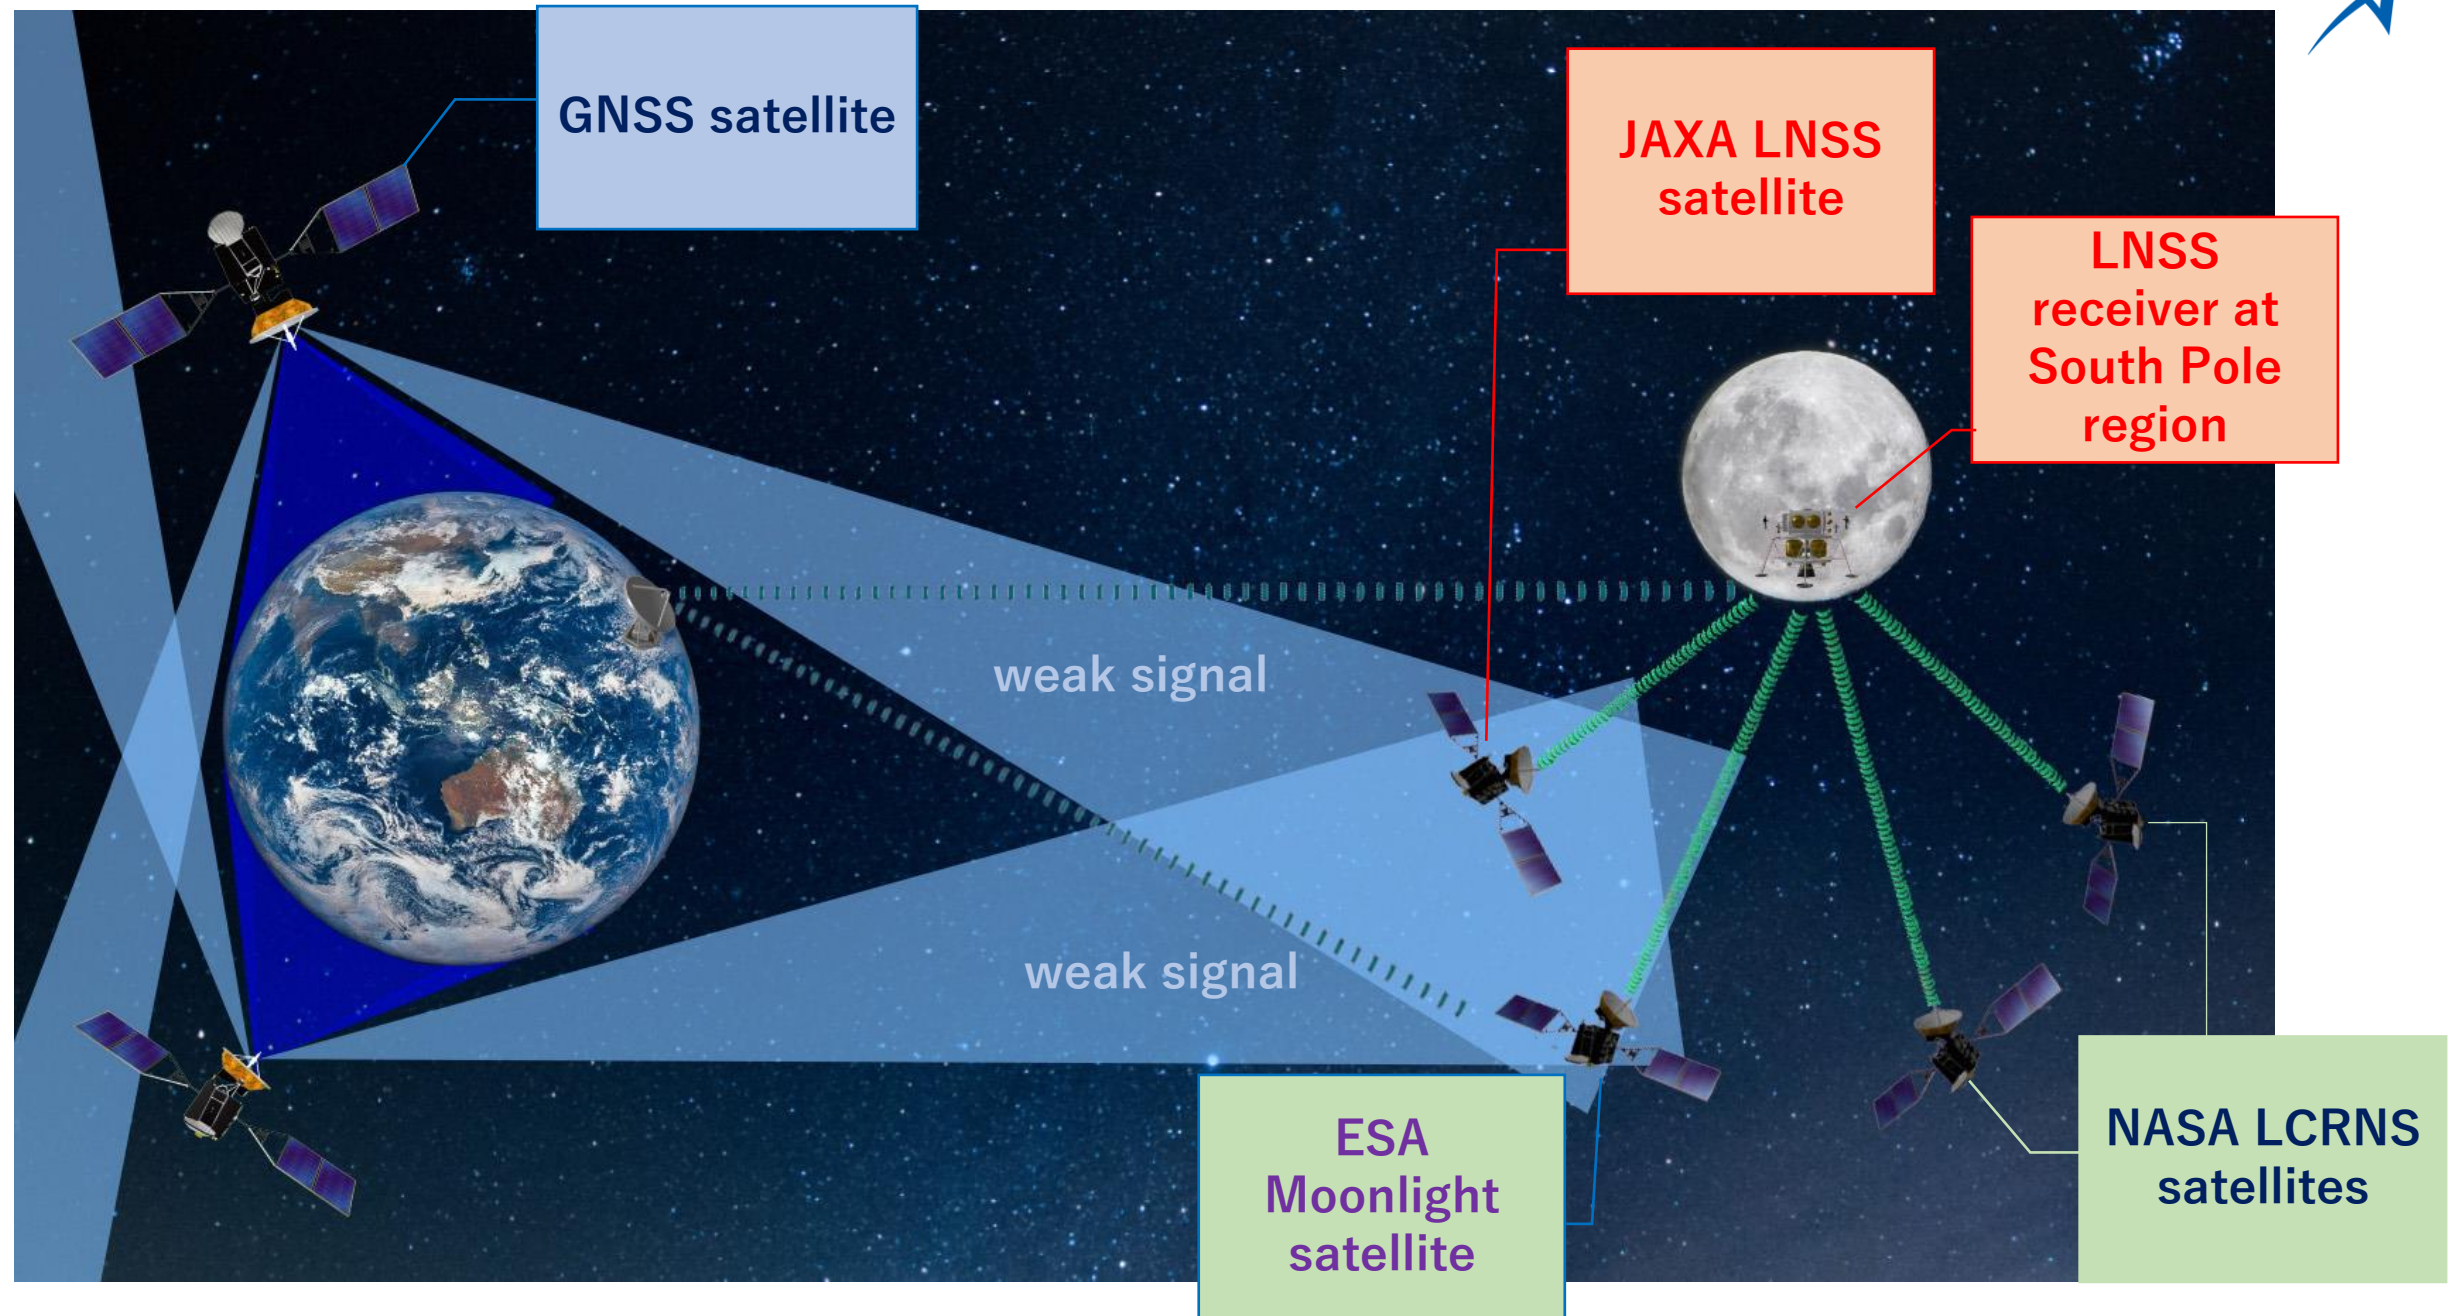 GNSS satellite
JAXA LNSS
satellite
LNSS
receiver at
South Pole
region
weak signal
weak signal
ESA
Moonlight
satellite
NASA LCRNS
satellites